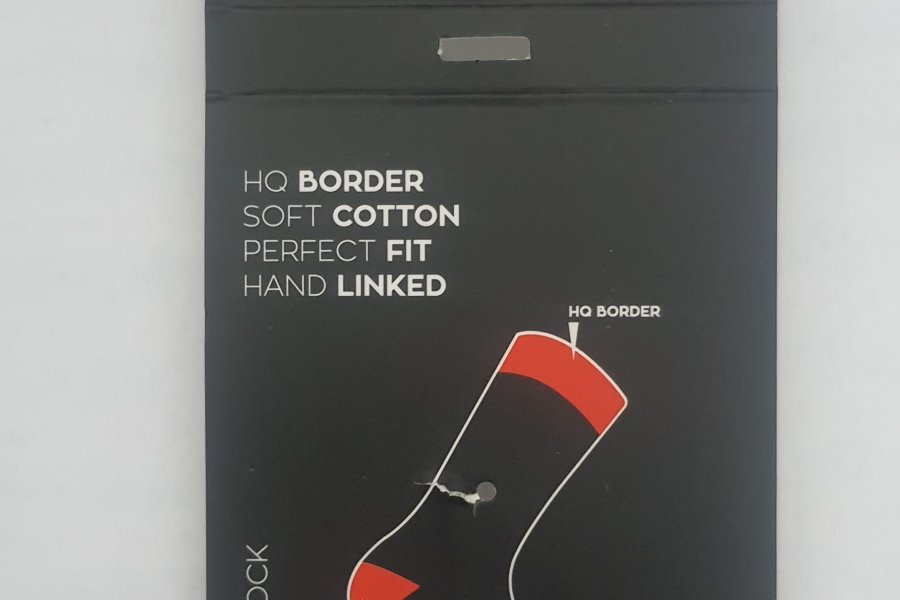 HQ BORDER
SOFT COTTON
PERFECT FIT
HAND LINKED
HQ BORDER